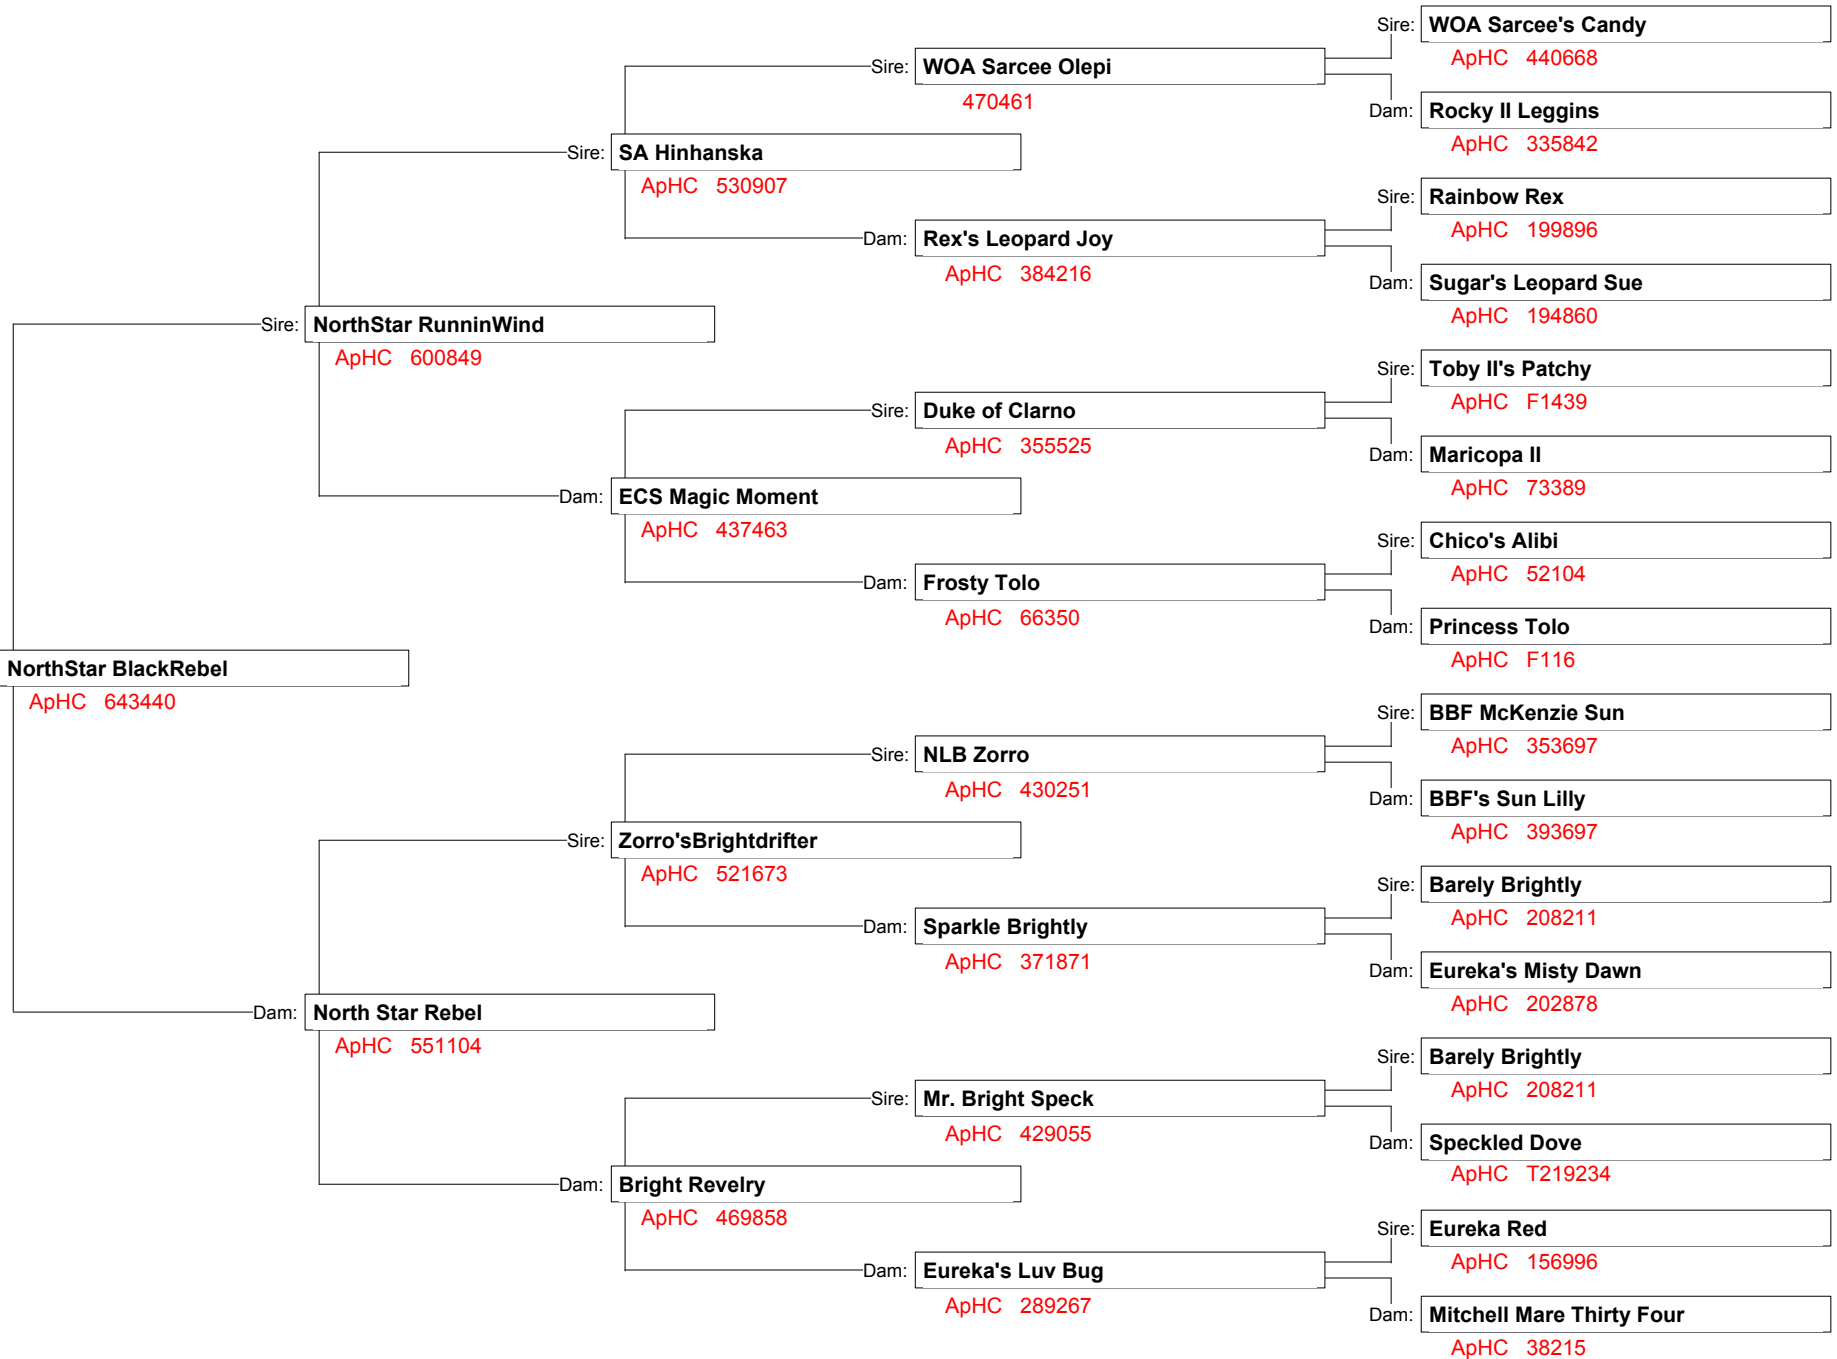 Sire: WOA Sarcee's Candy
ApHC 440668
Sire: WOA Sarcee Olepi
470461
Dam: Rocky II Leggins
ApHC 335842
Sire: SA Hinhanska
ApHC 530907
Sire: Rainbow Rex
ApHC 199896
Dam: Rex's Leopard Joy
ApHC 384216
Dam: Sugar's Leopard Sue
ApHC 194860
Sire: NorthStar RunninWind
ApHC 600849
Sire: Toby II's Patchy
ApHC F1439
Sire: Duke of Clarno
ApHC 355525
Dam: Maricopa II
ApHC 73389
Dam: ECS Magic Moment
ApHC 437463
Sire: Chico's Alibi
ApHC 52104
Dam: Frosty Tolo
ApHC 66350
Dam: Princess Tolo
ApHC F116
NorthStar BlackRebel
ApHC 643440
Sire: BBF McKenzie Sun
ApHC 353697
Sire: NLB Zorro
ApHC 430251
Dam: BBF's Sun Lilly
ApHC 393697
Sire: Zorro'sBrightdrifter
ApHC 521673
Sire: Barely Brightly
ApHC 208211
Dam: Sparkle Brightly
ApHC 371871
Dam: Eureka's Misty Dawn
ApHC 202878
Dam: North Star Rebel
ApHC 551104
Sire: Barely Brightly
ApHC 208211
Sire: Mr. Bright Speck
ApHC 429055
Dam: Speckled Dove
ApHC T219234
Dam: Bright Revelry
ApHC 469858
Sire: Eureka Red
ApHC 156996
Dam: Eureka's Luv Bug
ApHC 289267
Dam: Mitchell Mare Thirty Four
ApHC 38215